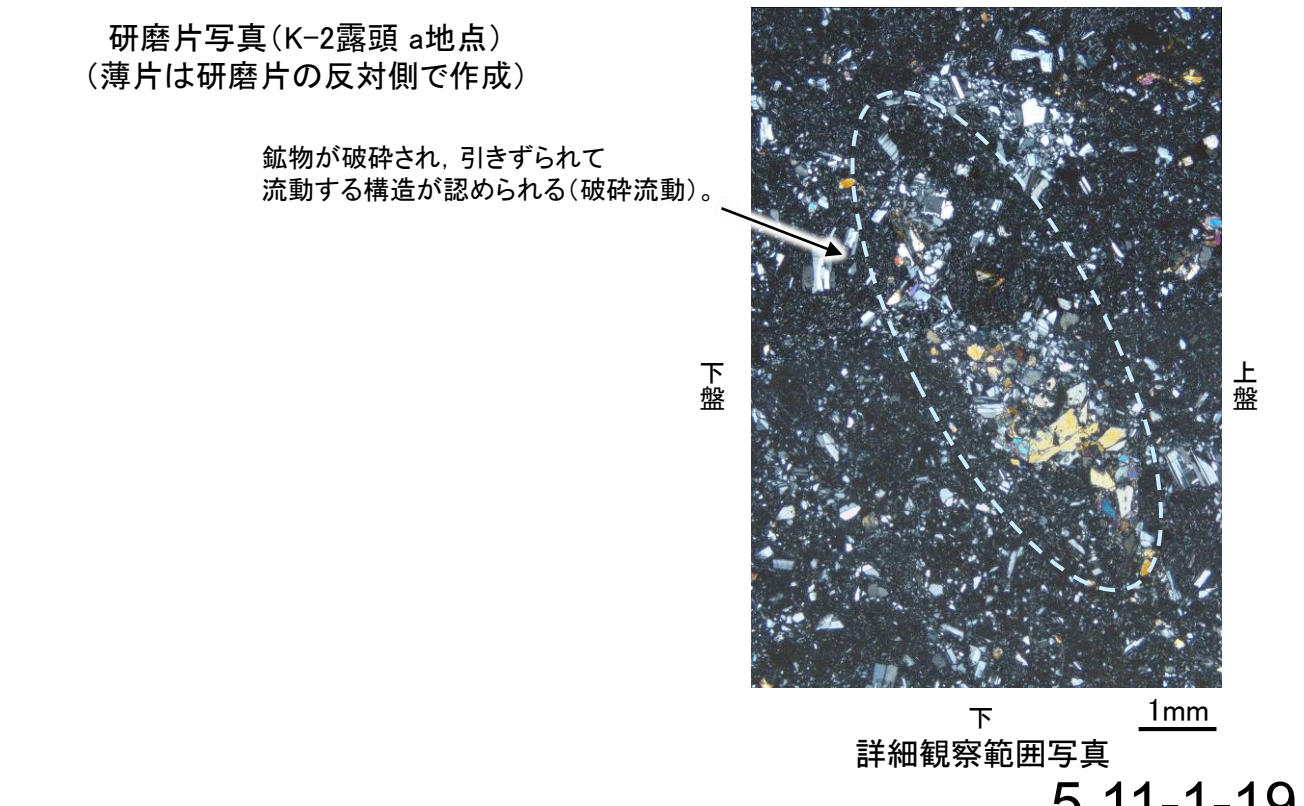 研磨片写真(K-2露頭 a地点)
(薄片は研磨片の反対側で作成)
鉱物が破砕され，引きずられて
流動する構造が認められる(破砕流動)。
下盤
上盤
下
1mm
詳細観察範囲写真
5.11-1-19